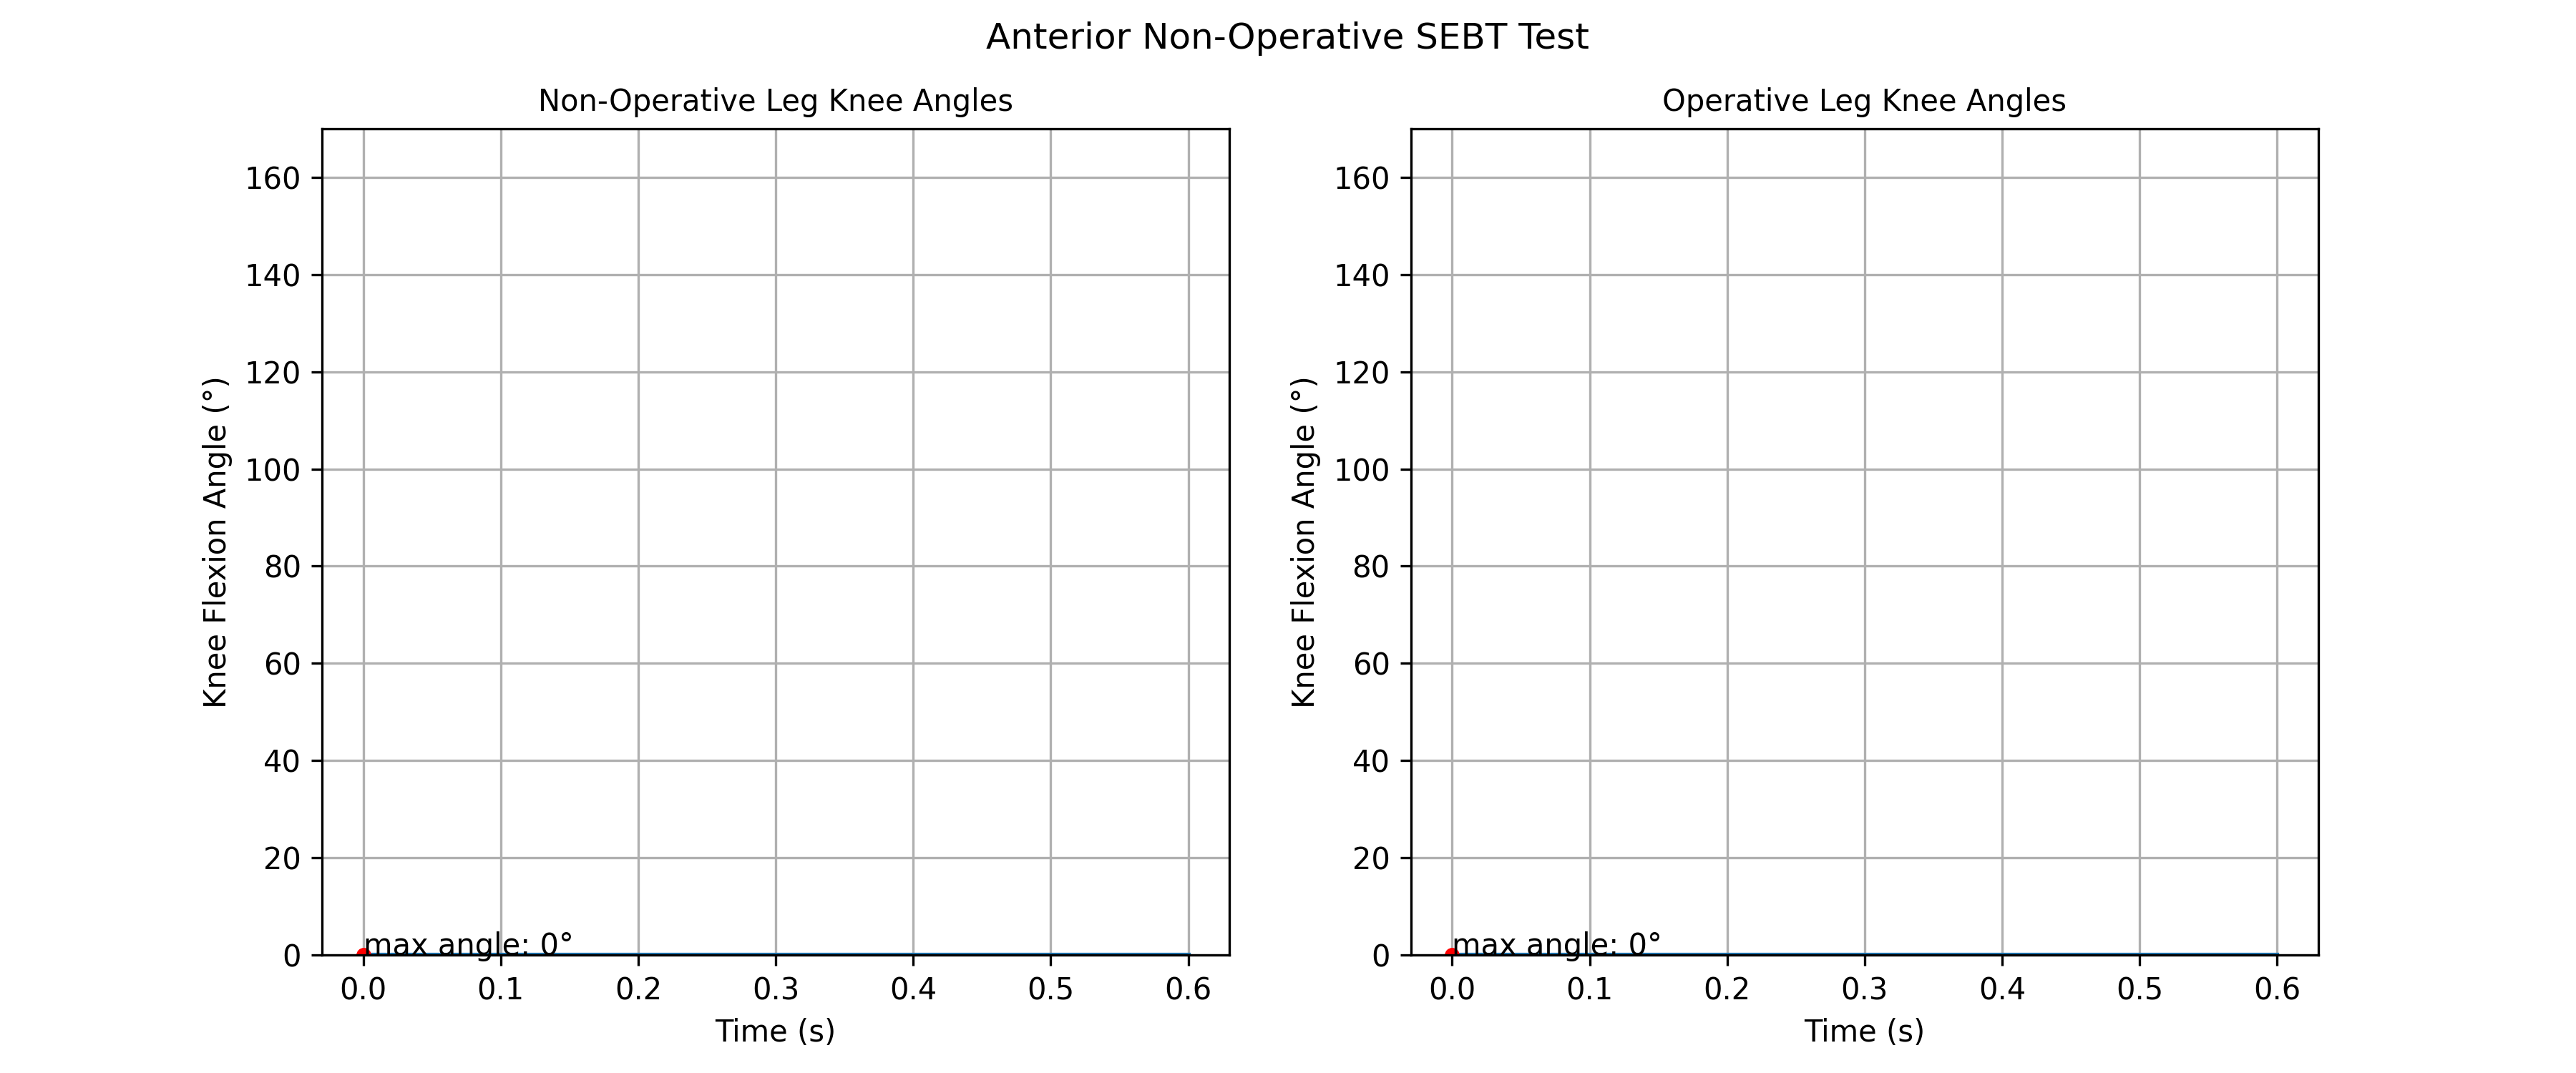 Anterior Non-Operative SEBT Test
Non-Operative Leg Knee Angles
Knee Flexion Angle (°)
160
140
120
100
80
60
40
20
0
max angle: 0°
0.0 0.1 0.2 0.3 0.4 0.5 0.6
Time (s)
Operative Leg Knee Angles
Knee Flexion Angle (°)
160
140
120
100
80
60
40
20
0
max angle: 0°
0.0 0.1 0.2 0.3 0.4 0.5 0.6
Time (s)